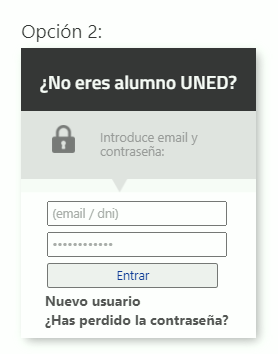 Opción 2:
¿No eres alumno UNED?
Introduce email y
contraseña:
(email / dni)
••••••••••••
Entrar
Nuevo usuario
¿Has perdido la contraseña?